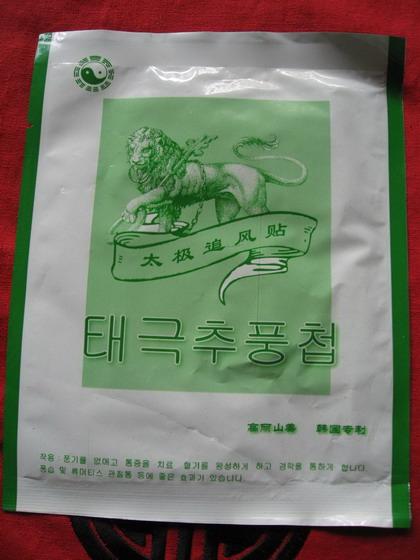 太极追风贴
태극추풍첩
高丽山参 韩国专利
작용 : 풍기를 없애고 통증을 치료 혈기를 왕성하게 하고 경락을 통하게 합니다.
풍습 및 류머티스 관절통 등에 좋은 효과가 있습니다.